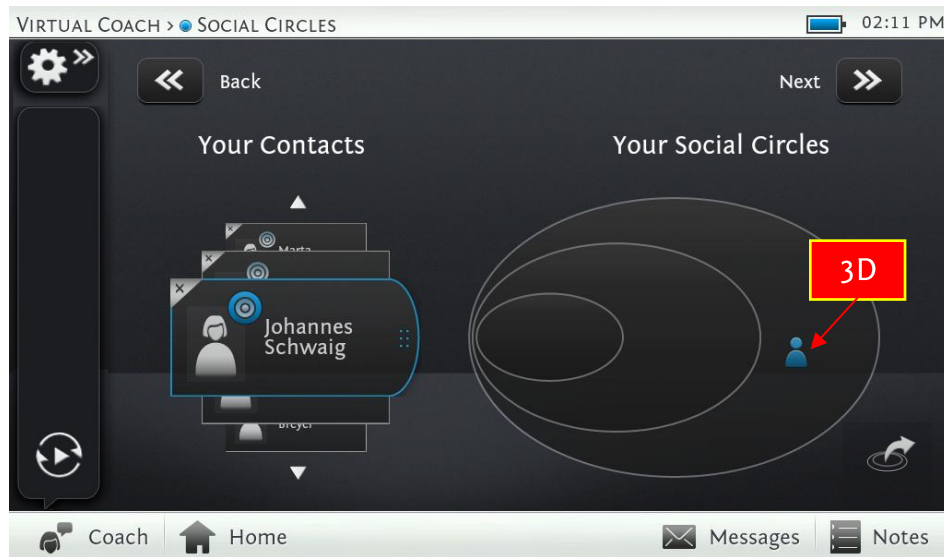 VIRTUAL COACH > SOCIAL CIRCLES
02:11 PM
Back
Next
Your Contacts
Your Social Circles
Marta
3D
Johannes
Schwaig
Breyer
Coach
Home
Messages
Notes